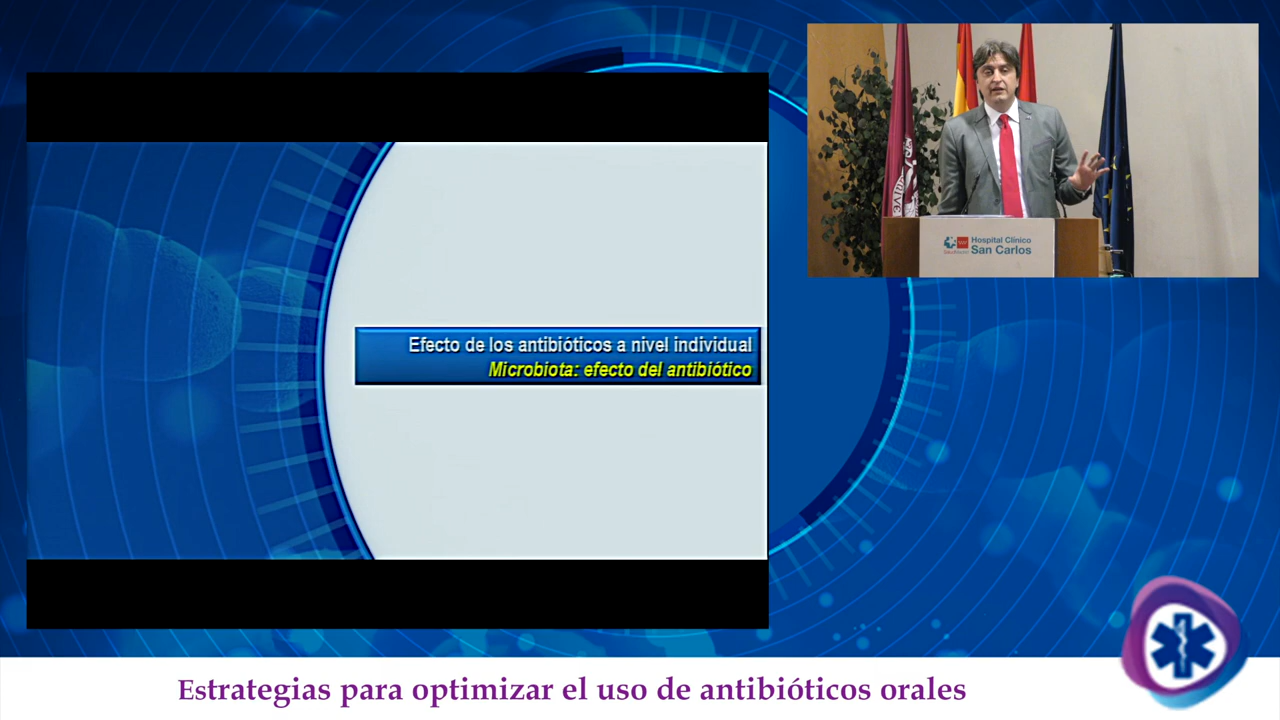 Efecto de los antibióticos a nivel individual
Microbiota: efecto del antibiótico
Hospital Clínico
San Carlos
Estrategias para optimizar el uso de antibióticos orales